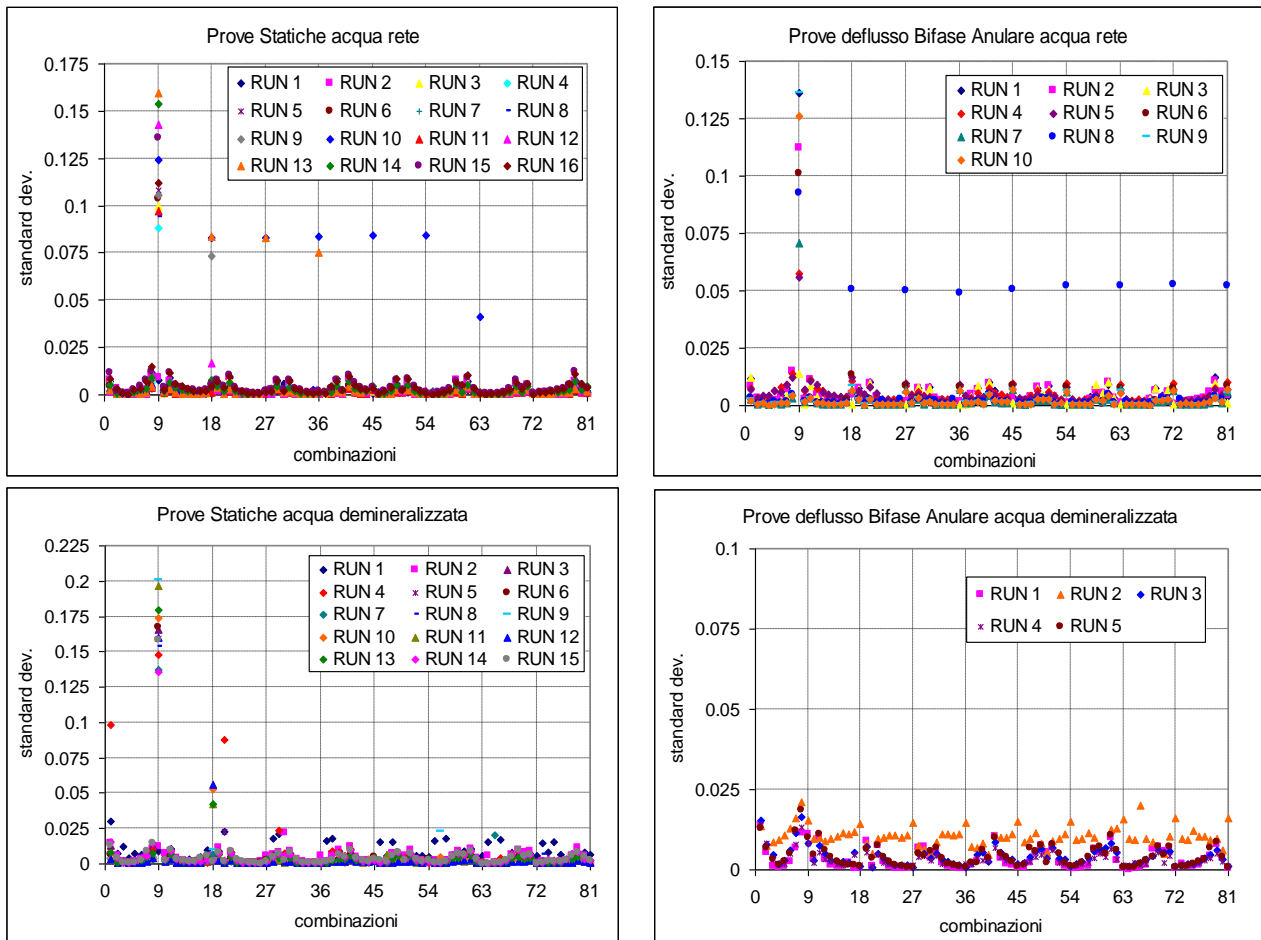 Prove Statiche acqua rete
0.175
0.15
0.125
0.1
0.075
0.05
0.025
0
standard dev.
RUN 1 RUN 2 RUN 3 RUN 4
RUN 5 RUN 6 RUN 7 RUN 8
RUN 9 RUN 10 RUN 11 RUN 12
RUN 13 RUN 14 RUN 15 RUN 16
0 9 18 27 36 45 54 63 72 81
combinazioni
Prove deflusso Bifase Anulare acqua rete
0.15
0.125
0.1
0.075
0.05
0.025
0
standard dev.
RUN 1 RUN 2 RUN 3
RUN 4 RUN 5 RUN 6
RUN 7 RUN 8 RUN 9
RUN 10
0 9 18 27 36 45 54 63 72 81
combinazioni
Prove Statiche acqua demineralizzata
0.225
0.2
0.175
0.15
0.125
0.1
0.075
0.05
0.025
0
standard dev.
RUN 1 RUN 2 RUN 3
RUN 4 RUN 5 RUN 6
RUN 7 RUN 8 RUN 9
RUN 10 RUN 11 RUN 12
RUN 13 RUN 14 RUN 15
0 9 18 27 36 45 54 63 72 81
combinazioni
Prove deflusso Bifase Anulare acqua demineralizzata
0.1
0.075
0.05
0.025
0
standard dev.
RUN 1 RUN 2 RUN 3
RUN 4 RUN 5
0 9 18 27 36 45 54 63 72 81
combinazioni